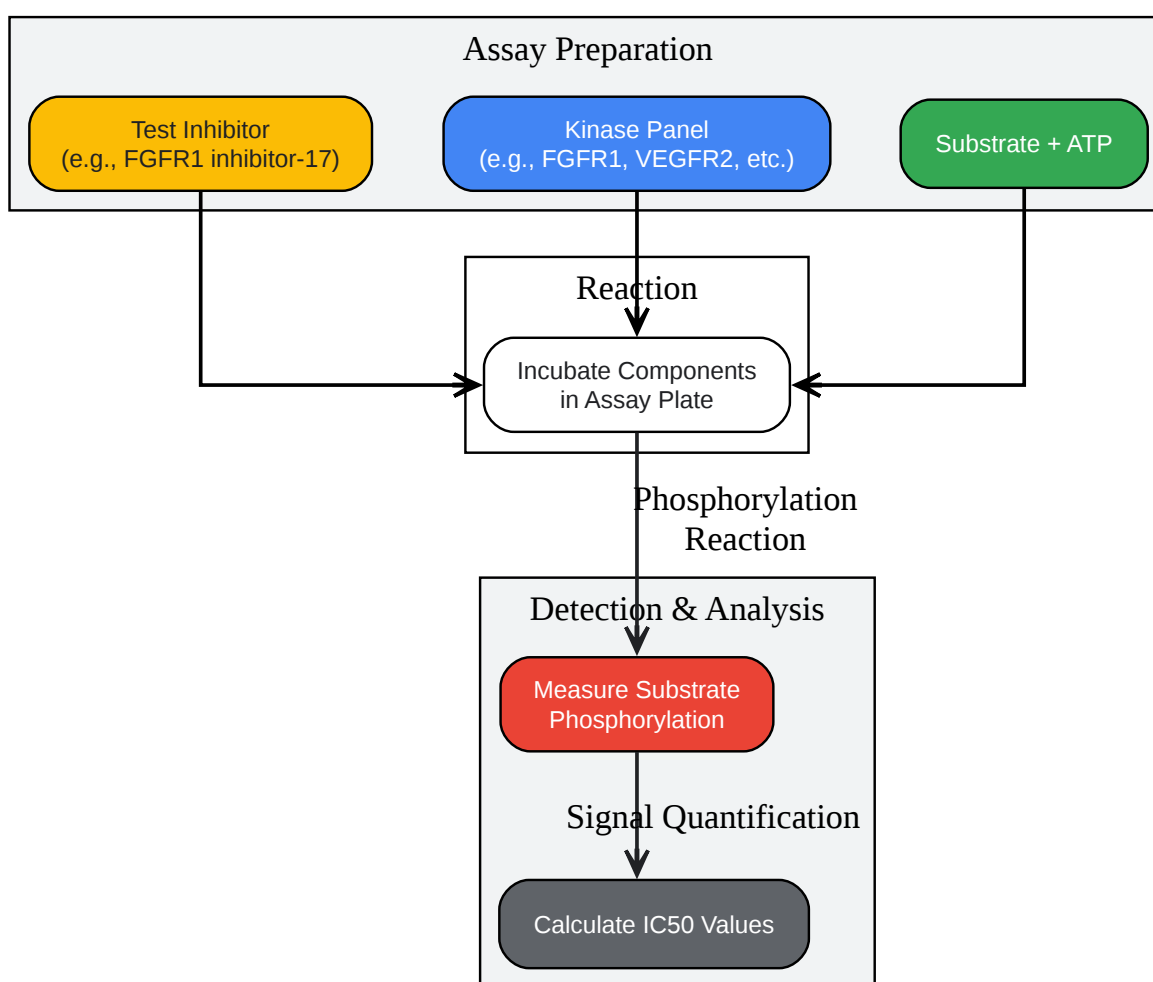 Assay Preparation
Test Inhibitor
(e.g., FGFR1 inhibitor-17)
Kinase Panel
(e.g., FGFR1, VEGFR2, etc.)
Substrate + ATP
Reaction
Incubate Components
in Assay Plate
Phosphorylation
Reaction
Detection & Analysis
Measure Substrate
Phosphorylation
Signal Quantification
Calculate IC50 Values